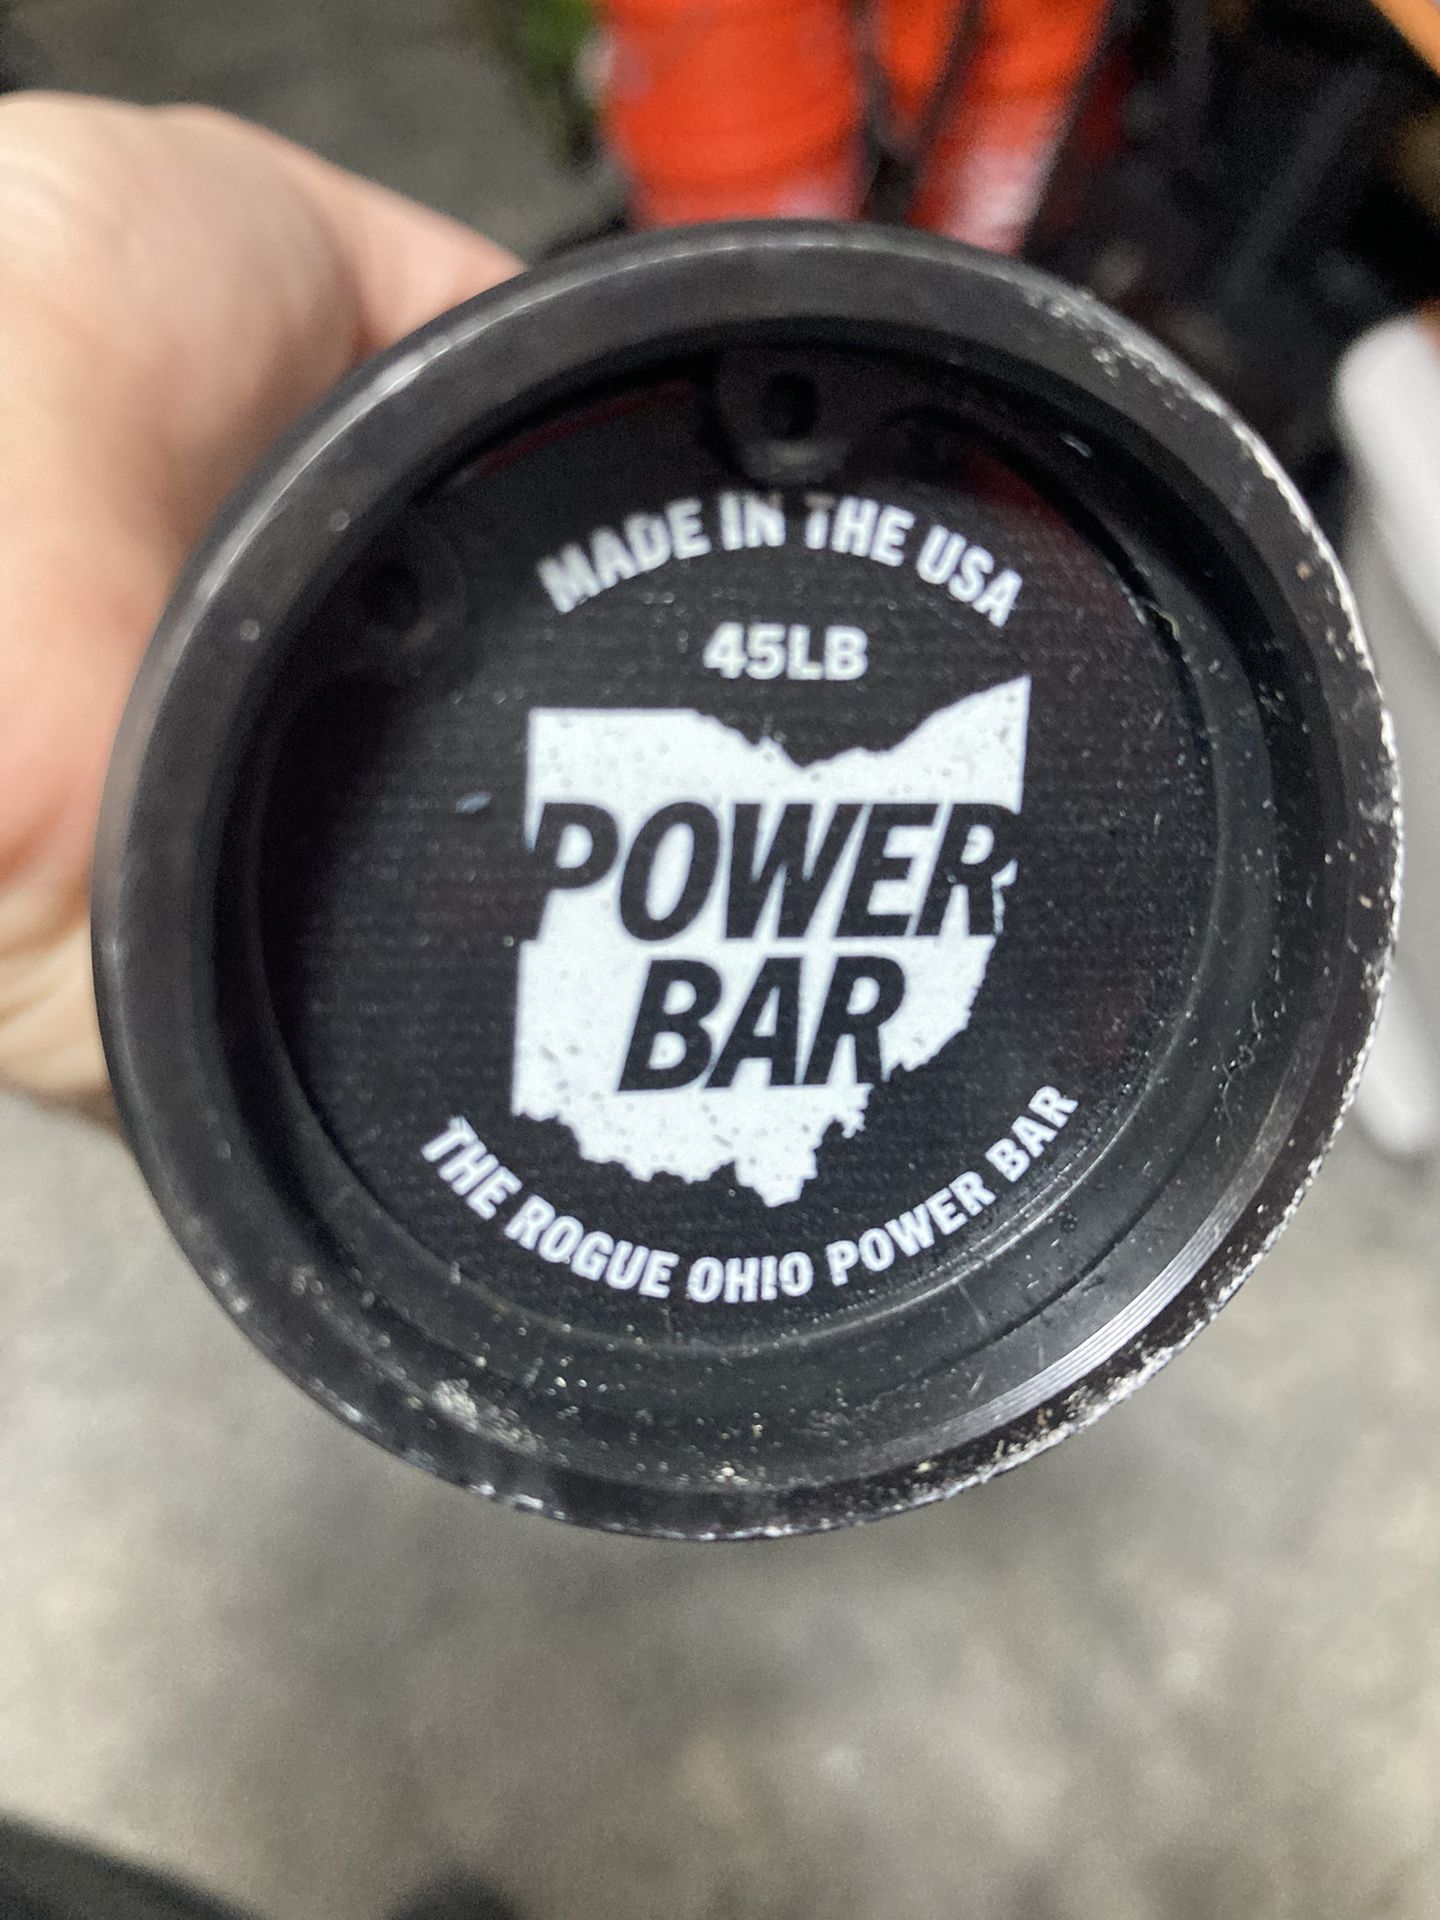 MADE IN THE USA
45LB
POWER
BAR
THE ROGUE OHIO POWER BAR